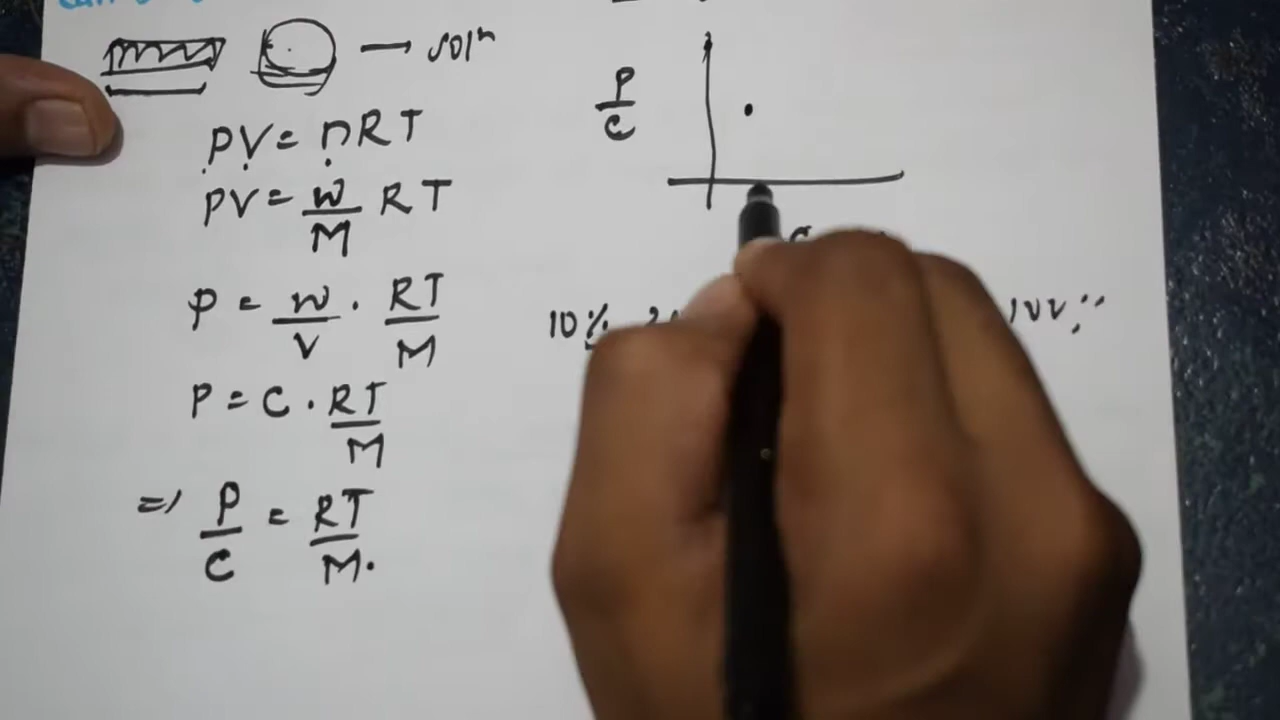 → solⁿ
PV = nRT
PV = w/M RT
P = w/V · RT/M
P = C · RT/M
=) P/C = RT/M.
P/C
C
10%